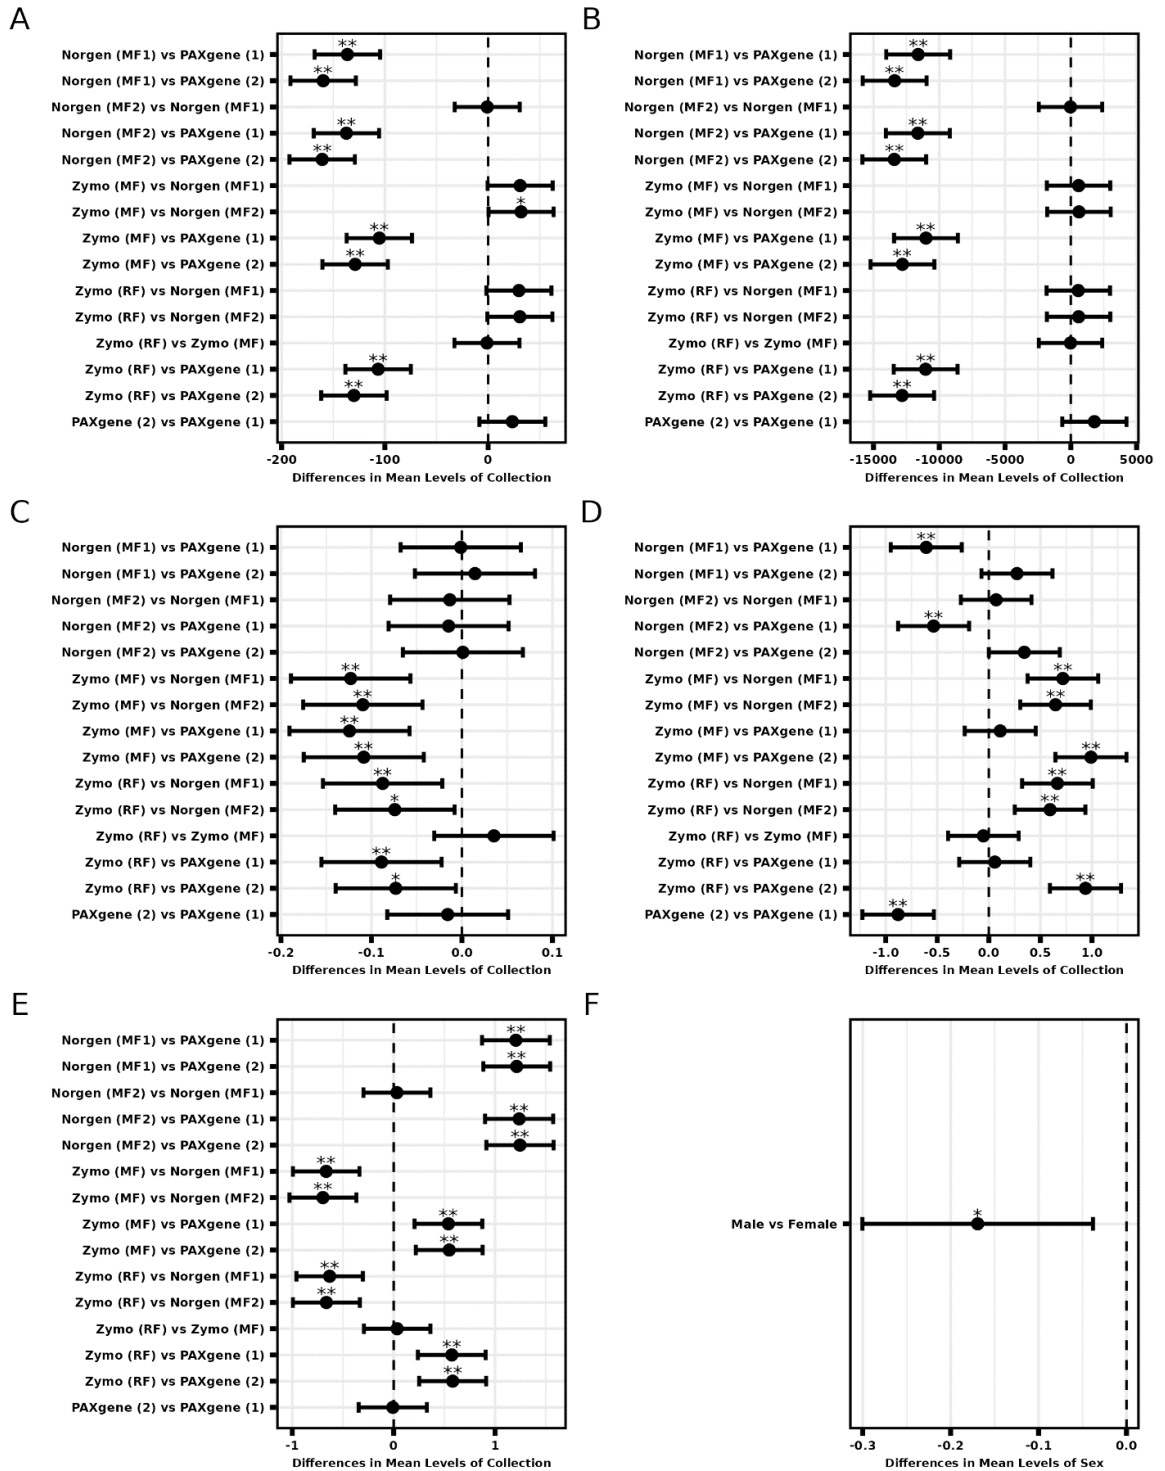 A
Norgen (MF1) vs PAXgene (1)
**
Norgen (MF1) vs PAXgene (2)
**
Norgen (MF2) vs Norgen (MF1)
Norgen (MF2) vs PAXgene (1)
**
Norgen (MF2) vs PAXgene (2)
**
Zymo (MF) vs Norgen (MF1)
Zymo (MF) vs Norgen (MF2)
*
Zymo (MF) vs PAXgene (1)
**
Zymo (MF) vs PAXgene (2)
**
Zymo (RF) vs Norgen (MF1)
Zymo (RF) vs Norgen (MF2)
Zymo (RF) vs Zymo (MF)
Zymo (RF) vs PAXgene (1)
**
Zymo (RF) vs PAXgene (2)
**
PAXgene (2) vs PAXgene (1)
-200 -100 0
Differences in Mean Levels of Collection
B
Norgen (MF1) vs PAXgene (1)
**
Norgen (MF1) vs PAXgene (2)
**
Norgen (MF2) vs Norgen (MF1)
Norgen (MF2) vs PAXgene (1)
**
Norgen (MF2) vs PAXgene (2)
**
Zymo (MF) vs Norgen (MF1)
Zymo (MF) vs Norgen (MF2)
Zymo (MF) vs PAXgene (1)
**
Zymo (MF) vs PAXgene (2)
**
Zymo (RF) vs Norgen (MF1)
Zymo (RF) vs Norgen (MF2)
Zymo (RF) vs Zymo (MF)
Zymo (RF) vs PAXgene (1)
**
Zymo (RF) vs PAXgene (2)
**
PAXgene (2) vs PAXgene (1)
-15000 -10000 -5000 0 5000
Differences in Mean Levels of Collection
C
Norgen (MF1) vs PAXgene (1)
Norgen (MF1) vs PAXgene (2)
Norgen (MF2) vs Norgen (MF1)
Norgen (MF2) vs PAXgene (1)
Norgen (MF2) vs PAXgene (2)
Zymo (MF) vs Norgen (MF1)
**
Zymo (MF) vs Norgen (MF2)
**
Zymo (MF) vs PAXgene (1)
**
Zymo (MF) vs PAXgene (2)
**
Zymo (RF) vs Norgen (MF1)
**
Zymo (RF) vs Norgen (MF2)
*
Zymo (RF) vs Zymo (MF)
Zymo (RF) vs PAXgene (1)
**
Zymo (RF) vs PAXgene (2)
*
PAXgene (2) vs PAXgene (1)
-0.2 -0.1 0.0 0.1
Differences in Mean Levels of Collection
D
Norgen (MF1) vs PAXgene (1)
**
Norgen (MF1) vs PAXgene (2)
Norgen (MF2) vs Norgen (MF1)
Norgen (MF2) vs PAXgene (1)
**
Norgen (MF2) vs PAXgene (2)
Zymo (MF) vs Norgen (MF1)
**
Zymo (MF) vs Norgen (MF2)
**
Zymo (MF) vs PAXgene (1)
Zymo (MF) vs PAXgene (2)
**
Zymo (RF) vs Norgen (MF1)
**
Zymo (RF) vs Norgen (MF2)
**
Zymo (RF) vs Zymo (MF)
Zymo (RF) vs PAXgene (1)
Zymo (RF) vs PAXgene (2)
**
PAXgene (2) vs PAXgene (1)
**
-1.0 -0.5 0.0 0.5 1.0
Differences in Mean Levels of Collection
E
Norgen (MF1) vs PAXgene (1)
**
Norgen (MF1) vs PAXgene (2)
**
Norgen (MF2) vs Norgen (MF1)
Norgen (MF2) vs PAXgene (1)
**
Norgen (MF2) vs PAXgene (2)
**
Zymo (MF) vs Norgen (MF1)
**
Zymo (MF) vs Norgen (MF2)
**
Zymo (MF) vs PAXgene (1)
**
Zymo (MF) vs PAXgene (2)
**
Zymo (RF) vs Norgen (MF1)
**
Zymo (RF) vs Norgen (MF2)
**
Zymo (RF) vs Zymo (MF)
Zymo (RF) vs PAXgene (1)
**
Zymo (RF) vs PAXgene (2)
**
PAXgene (2) vs PAXgene (1)
-1 0 1
Differences in Mean Levels of Collection
F
Male vs Female
*
-0.3 -0.2 -0.1 0.0
Differences in Mean Levels of Sex